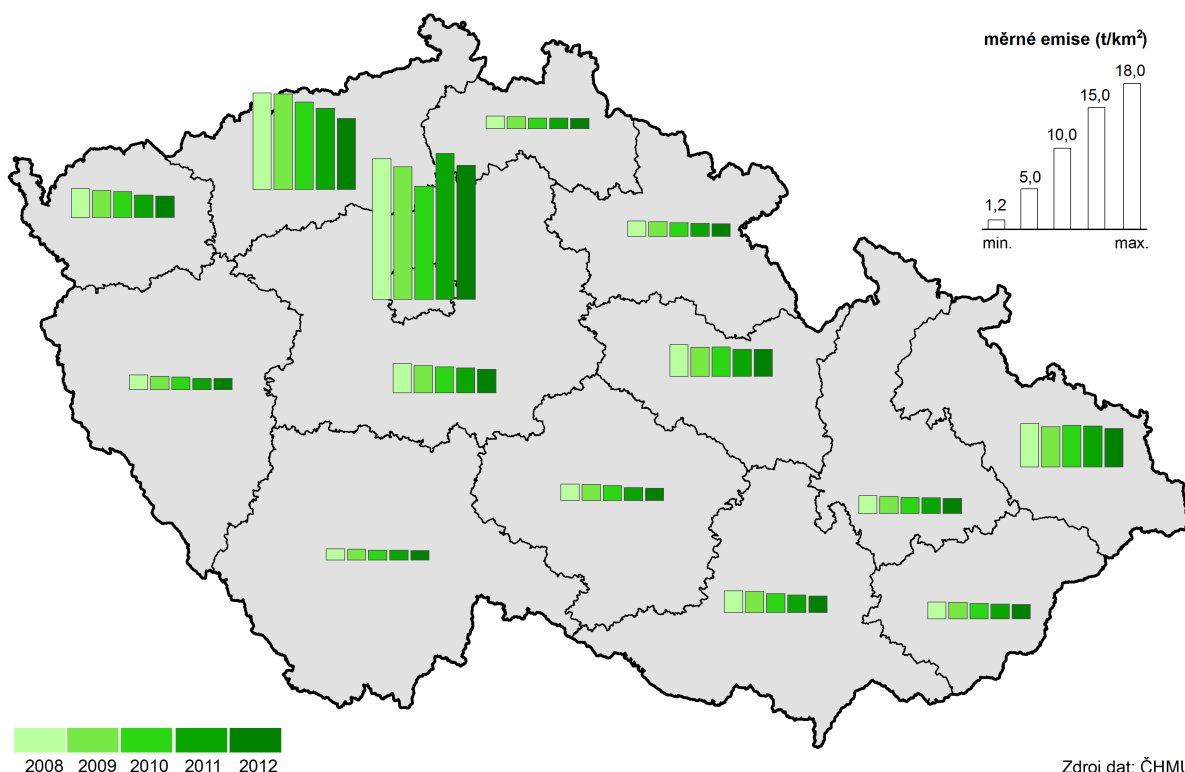 měrné emise (t/km²)
18,0
15,0
10,0
5,0
1,2
min.
max.
2008 2009 2010 2011 2012
Zdroj dat: ČHMÚ